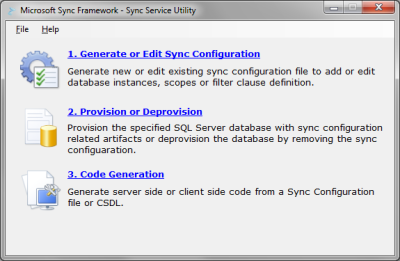 Microsoft Sync Framework - Sync Service Utility
File Help
1. Generate or Edit Sync Configuration
Generate new or edit existing sync configuration file to add or edit
database instances, scopes or filter clause definition.
2. Provision or Deprovision
Provision the specified SQL Server database with sync configuration
related artifacts or deprovision the database by removing the sync
configuaration.
3. Code Generation
Generate server side or client side code from a Sync Configuration
file or CSDL.